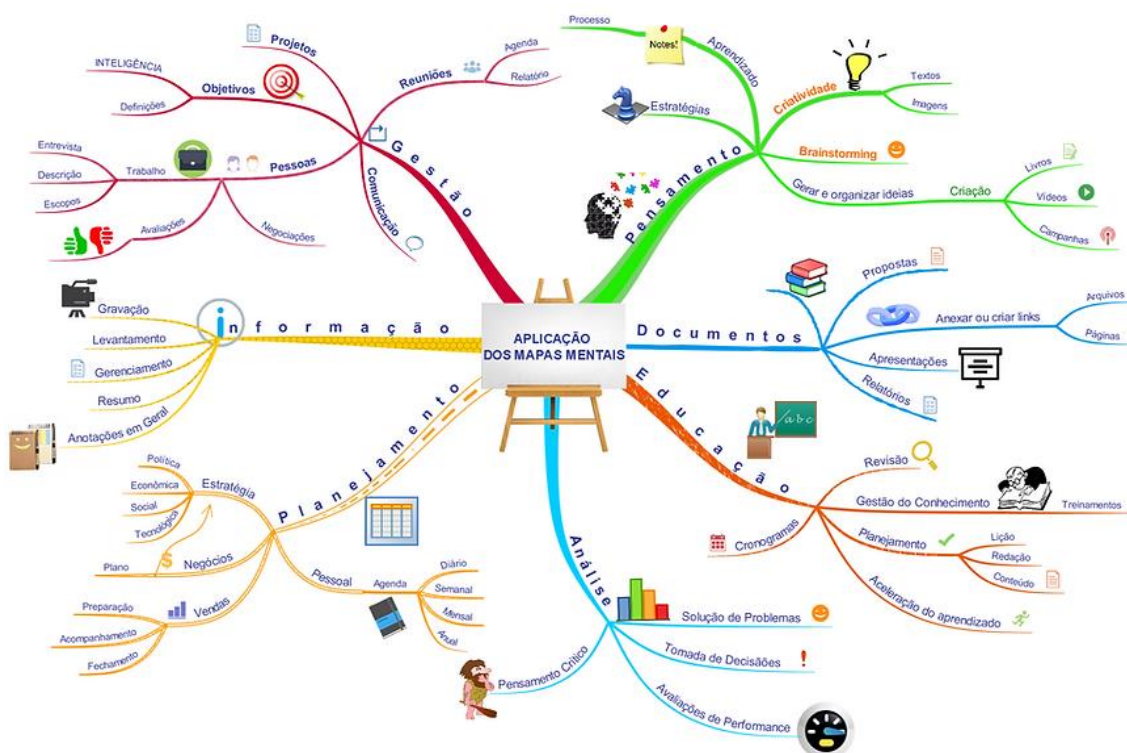 APLICAÇÃO
DOS MAPAS MENTAIS
Gestão
Projetos
Objetivos
INTELIGÊNCIA
Definições
Reuniões
Agenda
Relatório
Pessoas
Trabalho
Entrevista
Descrição
Escopos
Avaliações
Negociações
Comunicação
Pensamento
Aprendizado
Processo
Notes!
Estratégias
Criatividade
Textos
Imagens
Brainstorming
Gerar e organizar ideias
Criação
Livros
Vídeos
Campanhas
Documentos
Propostas
Anexar ou criar links
Arquivos
Páginas
Apresentações
Relatórios
Educação
/abc
Revisão
Gestão do Conhecimento
Treinamentos
Planejamento
Lição
Redação
Conteúdo
Aceleração do aprizado
Cronogramas
Análise
Solução de Problemas
Tomada de Decisãões
Avaliações de Performance
Pensamento Crítico
Planejamento
Estratégia
Política
Econômica
Social
Tecnológica
$
Negócios
Plano
Vendas
Preparação
Acompanhamento
Fechamento
Pessoal
Agenda
Diário
Semanal
Mensal
Anual
Informação
Gravação
Levantamento
Gerenciamento
Resumo
Anotações em Geral